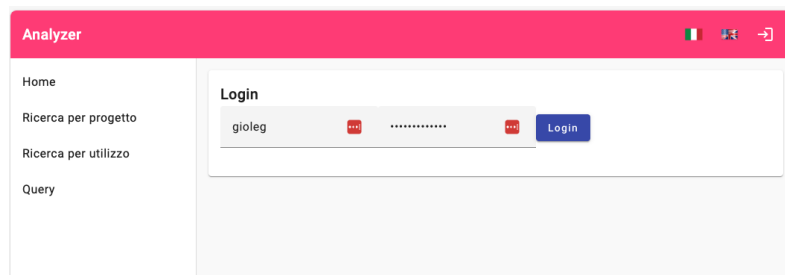 Analyzer
Home
Ricerca per progetto
Ricerca per utilizzo
Query
Login
gioleg
•••••••••••••
Login